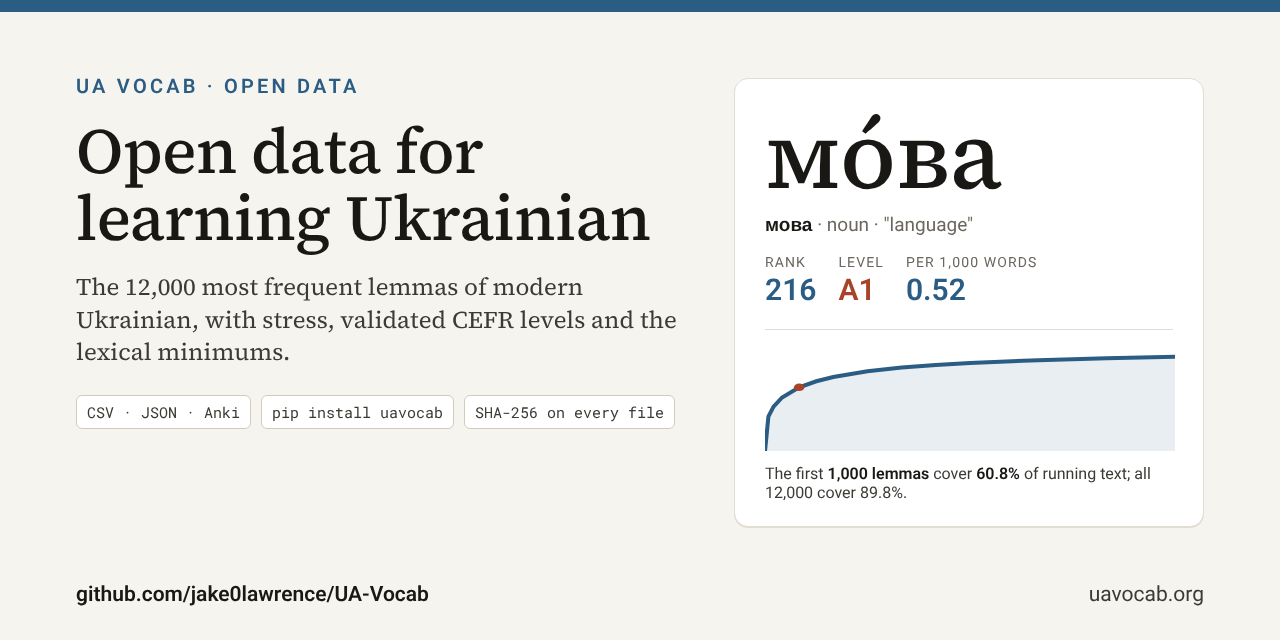 UA VOCAB · OPEN DATA
Open data for
learning Ukrainian
The 12,000 most frequent lemmas of modern
Ukrainian, with stress, validated CEFR levels and the
lexical minimums.
CSV · JSON · Anki
pip install uavocab
SHA-256 on every file
мо́ва
мова · noun · "language"
RANK LEVEL PER 1,000 WORDS
216 A1 0.52
The first 1,000 lemmas cover 60.8% of running text; all
12,000 cover 89.8%.
github.com/jake0lawrence/UA-Vocab
uavocab.org